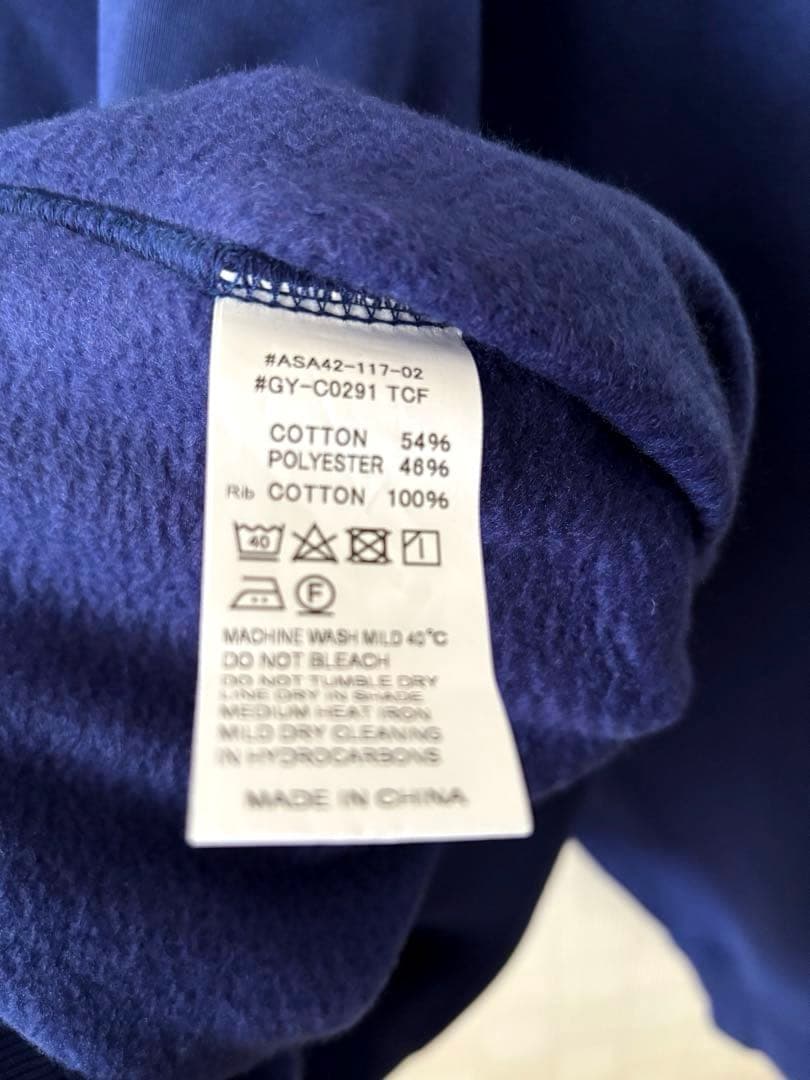 #ASA42-117-02
#GY-C0291 TCF
COTTON 54%
POLYESTER 46%
Rib COTTON 100%
40
F
MACHINE WASH MILD 40℃
DO NOT BLEACH
DO NOT TUMBLE DRY
LINE DRY IN SHADE
MEDIUM HEAT IRON
MILD DRY CLEANING
IN HYDROCARBONS
MADE IN CHINA